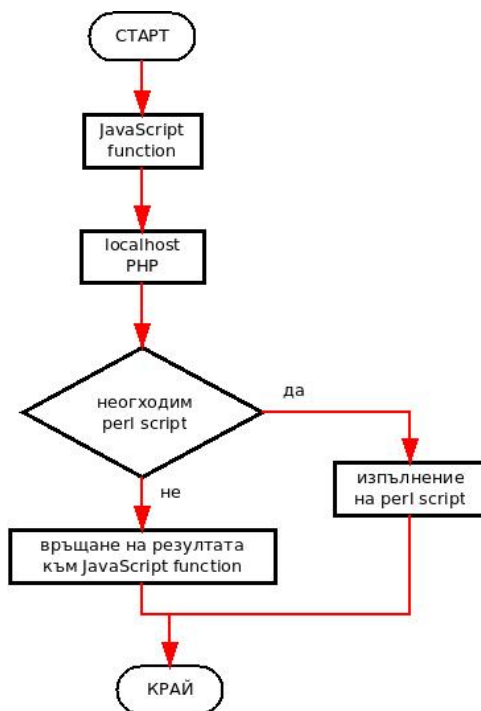 СТАРТ
JavaScript
function
localhost
PHP
неогходим
perl script
да
не
изпълнение
на perl script
връщане на резултата
към JavaScript function
КРАЙ